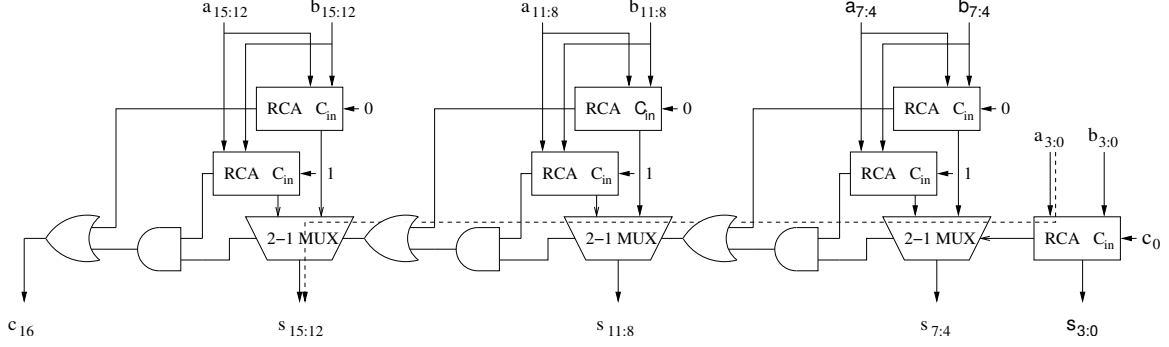 a15:12 b15:12 a11:8 b11:8 a7:4 b7:4
RCA Cin 0 RCA Cin 0 RCA Cin 0
a3:0 b3:0
RCA Cin 1 RCA Cin 1 RCA Cin 1
2−1 MUX 2−1 MUX 2−1 MUX RCA Cin c0
c16 s15:12 s11:8 s7:4 s3:0